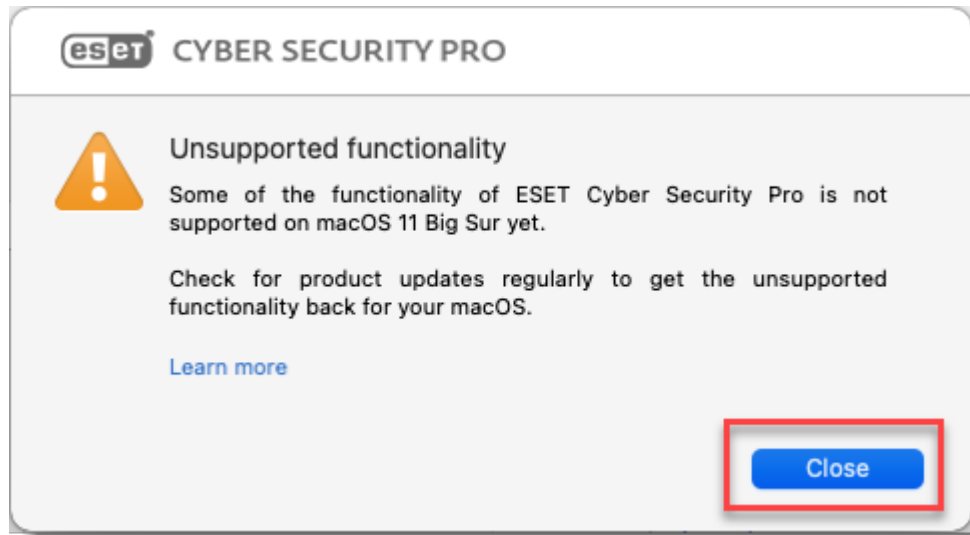 eset CYBER SECURITY PRO
Unsupported functionality
Some of the functionality of ESET Cyber Security Pro is not
supported on macOS 11 Big Sur yet.
Check for product updates regularly to get the unsupported
functionality back for your macOS.
Learn more
Close